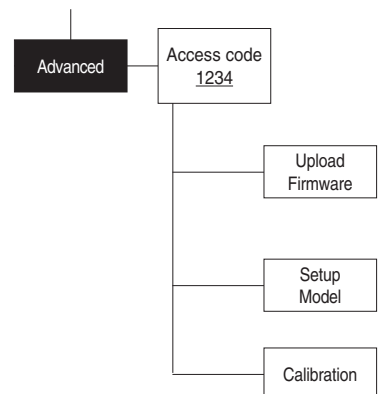 Advanced
Access code
1234
Upload
Firmware
Setup
Model
Calibration